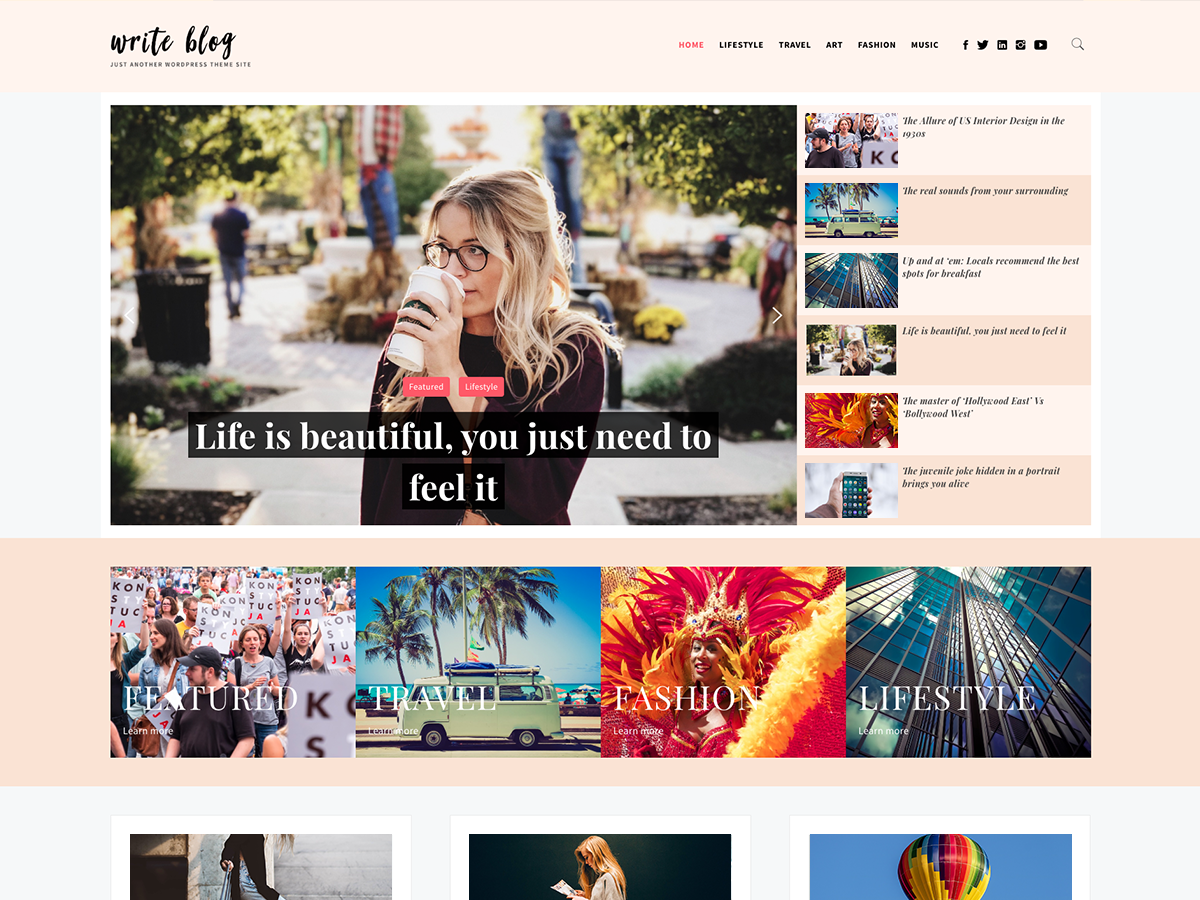 write blog
JUST ANOTHER WORDPRESS THEME SITE
HOME LIFESTYLE TRAVEL ART FASHION MUSIC
Featured Lifestyle
Life is beautiful, you just need to
feel it
The Allure of US Interior Design in the
1930s
The real sounds from your surrounding
Up and at ‘em: Locals recommend the best
spots for breakfast
Life is beautiful, you just need to feel it
The master of ‘Hollywood East’ Vs
‘Bollywood West’
The juvenile joke hidden in a portrait
brings you alive
KON
STY
TUC
JA
FEATURED
Learn more
TRAVEL
Learn more
FASHION
Learn more
LIFESTYLE
Learn more